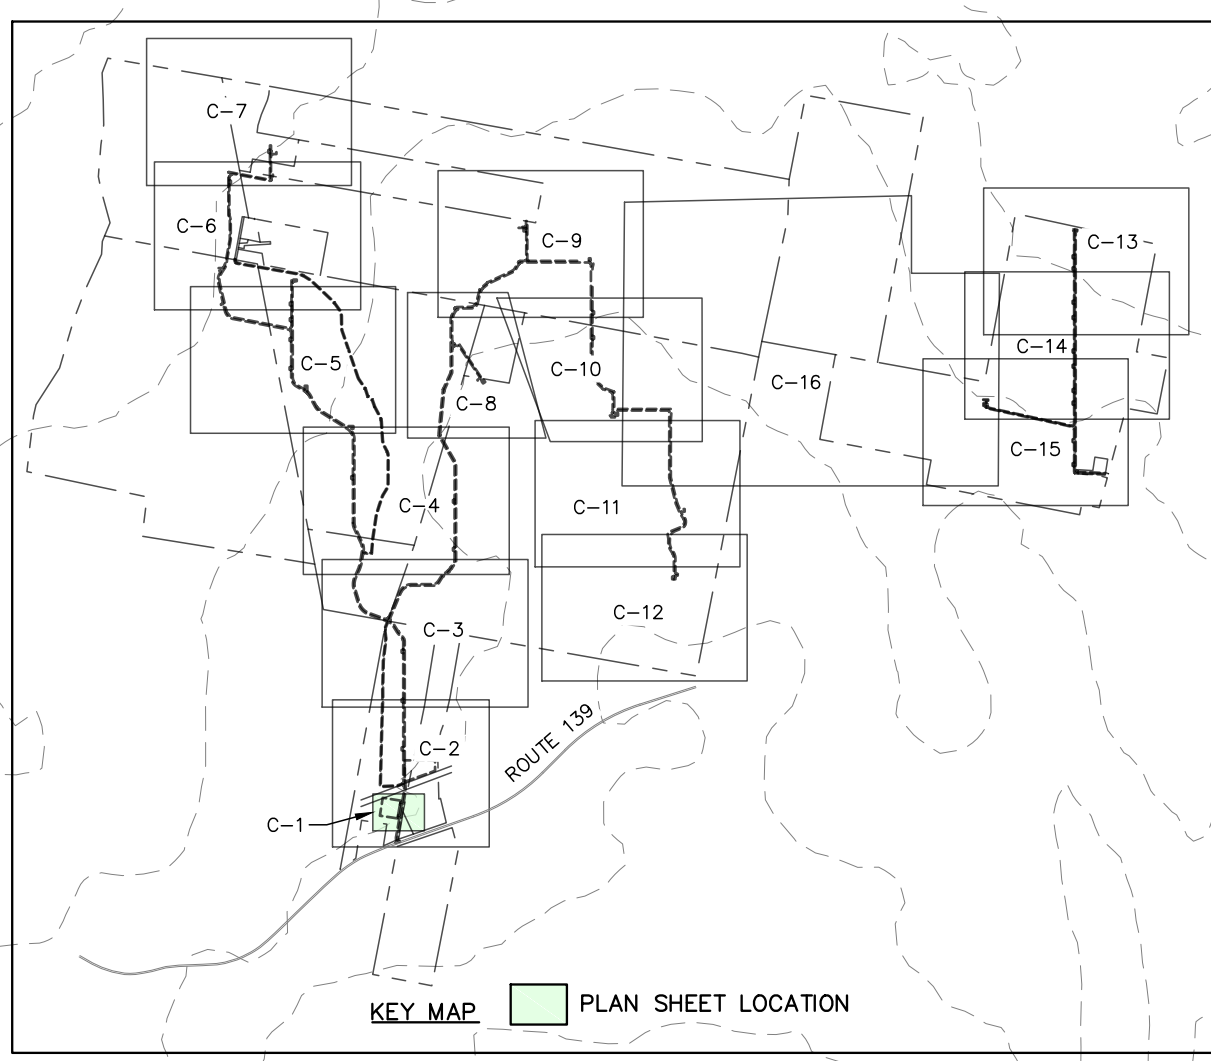 C-7
C-6
C-9
C-13
C-14
C-5
C-10
C-16
C-8
C-15
C-4
C-11
C-12
C-3
ROUTE 139
C-2
C-1
KEY MAP
PLAN SHEET LOCATION